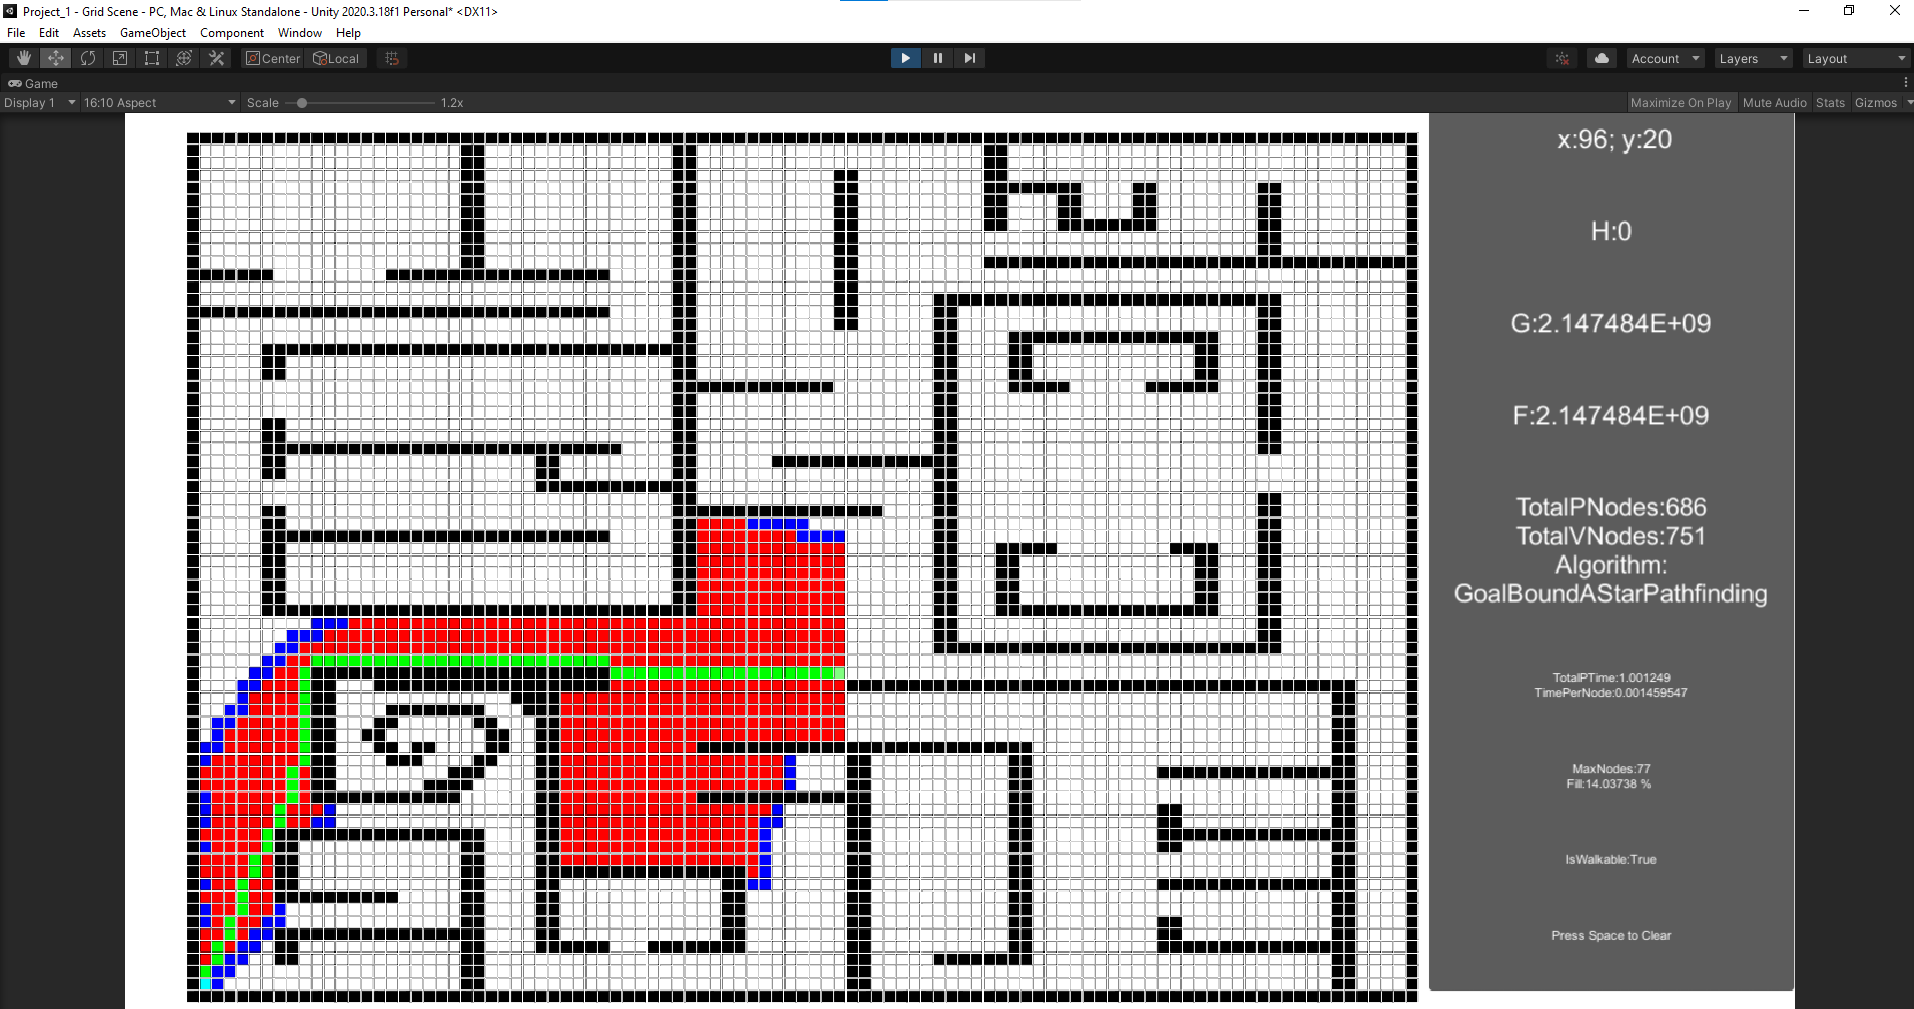 Project_1 - Grid Scene - PC, Mac & Linux Standalone - Unity 2020.3.18f1 Personal* <DX11>
File Edit Assets GameObject Component Window Help
Center Local Account Layers Layout
Game
Display 1 16:10 Aspect Scale 1.2x Maximize On Play Mute Audio Stats Gizmos
x:96; y:20
H:0
G:2.147484E+09
F:2.147484E+09
TotalPNodes:686
TotalVNodes:751
Algorithm:
GoalBoundAStarPathfinding
TotalPTime:1.001249
TimePerNode:0.001459547
MaxNodes:77
Fill:14.03738 %
IsWalkable:True
Press Space to Clear